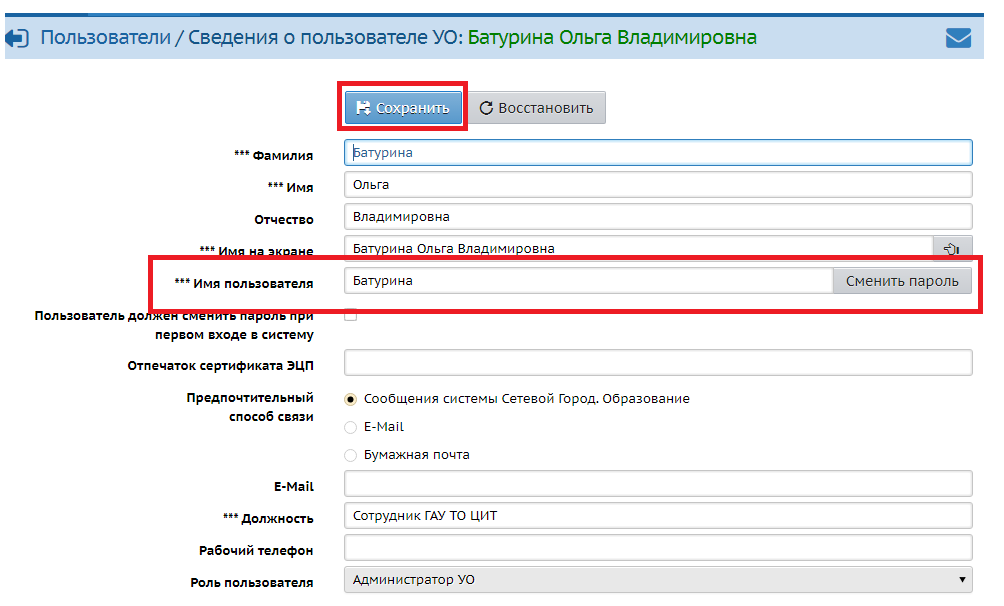 Пользователи / Сведения о пользователе УО: Батурина Ольга Владимировна
Сохранить Восстановить
*** Фамилия Батурина
*** Имя Ольга
Отчество Владимировна
*** Имя на экране Батурина Ольга Владимировна
*** Имя пользователя Батурина Сменить пароль
Пользователь должен сменить пароль при
первом входе в систему
Отпечаток сертификата ЭЦП
Предпочтительный
способ связи
Сообщения системы Сетевой Город. Образование
E-Mail
Бумажная почта
E-Mail
*** Должность Сотрудник ГАУ ТО ЦИТ
Рабочий телефон
Роль пользователя Администратор УО